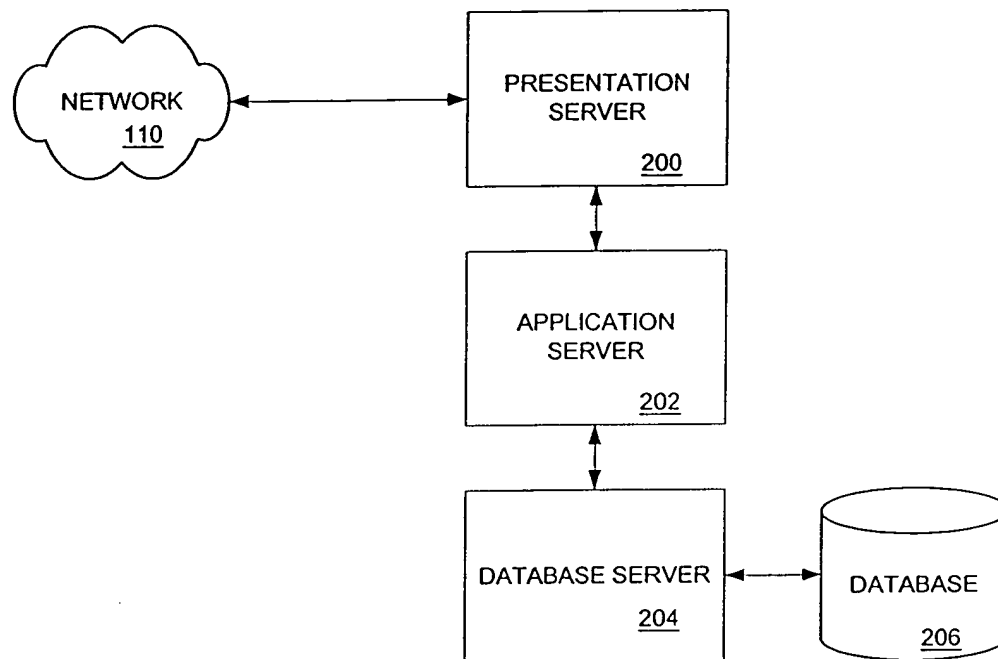 NETWORK
110
PRESENTATION
SERVER
200
APPLICATION
SERVER
202
DATABASE SERVER
204
DATABASE
206